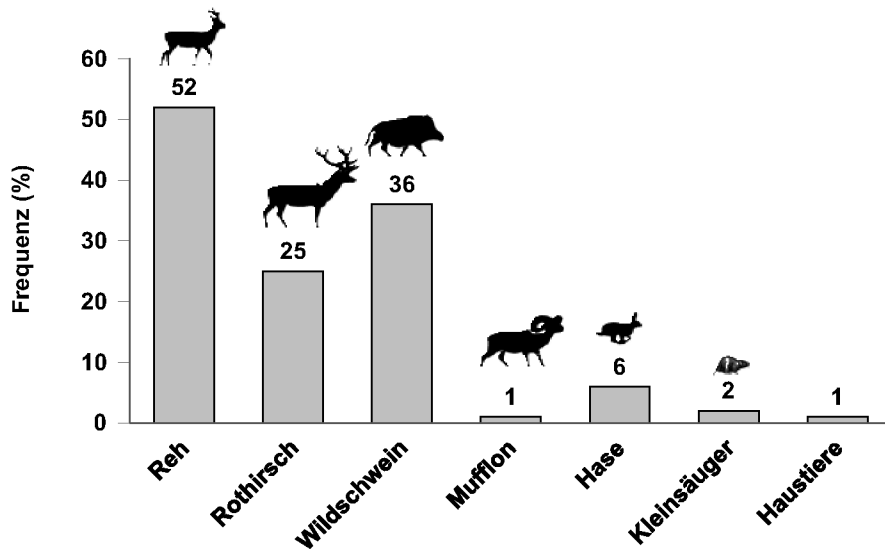 Frequenz (%)
60
50
40
30
20
10
0
52
25
36
1
6
2
1
Reh
Rothirsch
Wildschwein
Mufflon
Hase
Kleinsäuger
Haustiere